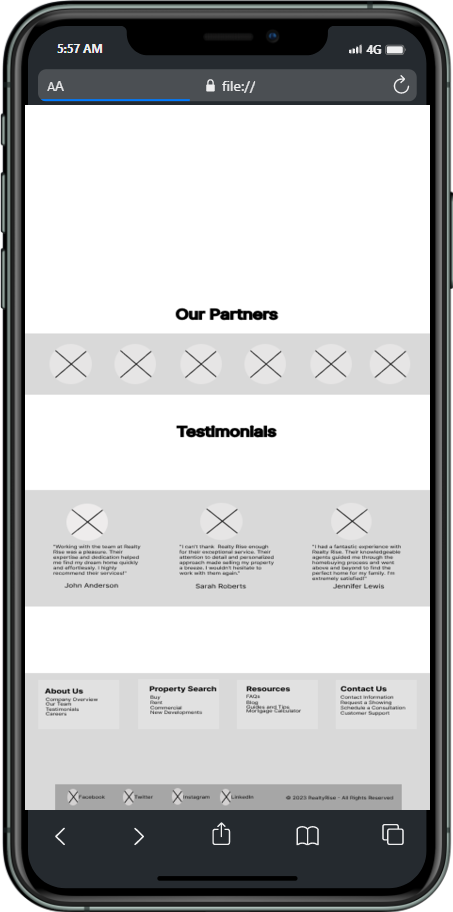 5:57 AM 4G
AA file://
Our Partners
Testimonials
"Working with the team at Realty
Rise was a pleasure. Their
expertise and dedication helped
me find my dream home quickly
and effortlessly. I highly
recommend their services!"
John Anderson
"I can't thank Realty Rise enough
for their exceptional service. Their
attention to detail and personalized
approach made selling my property
a breeze. I wouldn't hesitate to
work with them again."
Sarah Roberts
"I had a fantastic experience with
Realty Rise. Their knowledgeable
agents guided me through the
homebuying process and went
above and beyond to find the
perfect home for my family. I'm
extremely satisfied!"
Jennifer Lewis
About Us
Company Overview
Our Team
Testimonials
Careers
Property Search
Buy
Rent
Commercial
New Developments
Resources
FAQs
Blog
Guides and Tips
Mortgage Calculator
Contact Us
Contact Information
Request a Showing
Schedule a Consultation
Customer Support
Facebook Twitter Instagram LinkedIn © 2023 RealtyRise - All Rights Reserved